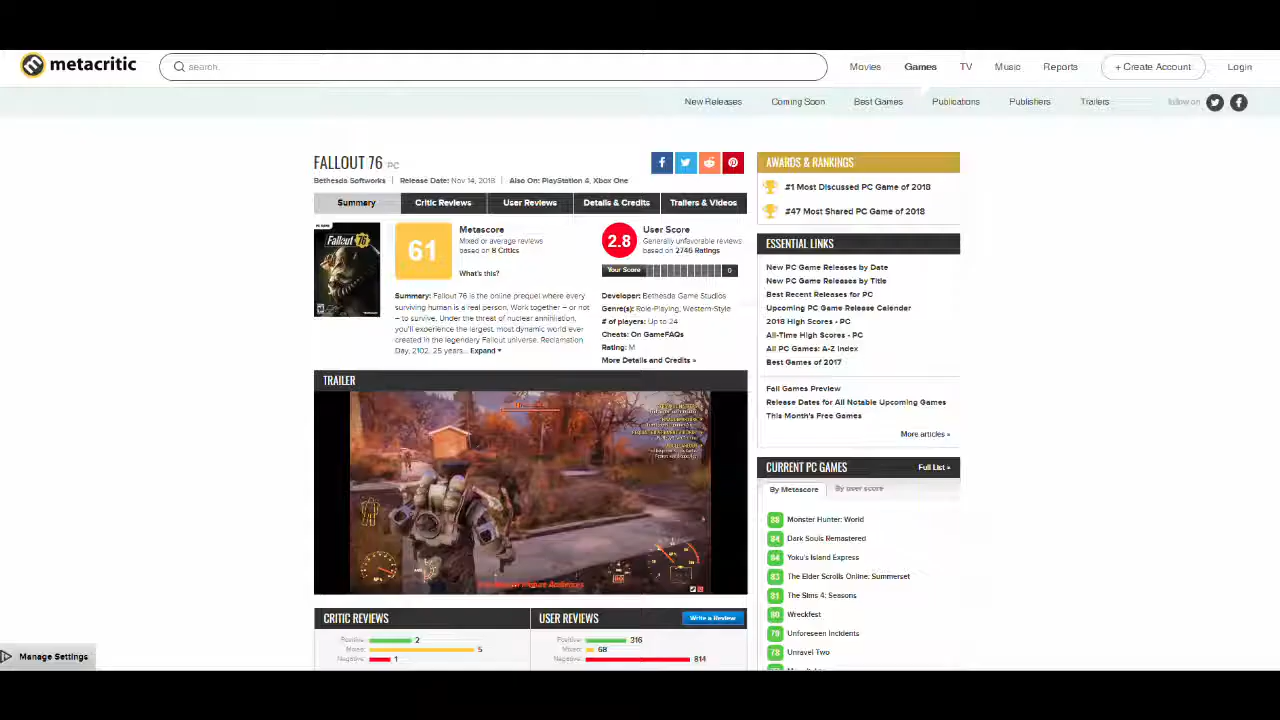 metacritic
search.
Movies
Games
TV
Music
Reports
+ Create Account
Login
New Releases
Coming Soon
Best Games
Publications
Publishers
Trailers
follow on
FALLOUT 76 PC
Bethesda Softworks | Release Date: Nov 14, 2018 | Also On: PlayStation 4, Xbox One
Summary
Critic Reviews
User Reviews
Details & Credits
Trailers & Videos
Fallout 76
61
Metascore
Mixed or average reviews
based on 8 Critics
What's this?
2.8
User Score
Generally unfavorable reviews
based on 2746 Ratings
Your Score
0
Summary: Fallout 76 is the online prequel where every
surviving human is a real person. Work together – or not
– to survive. Under the threat of nuclear annihilation,
you'll experience the largest, most dynamic world ever
created in the legendary Fallout universe. Reclamation
Day, 2102. 25 years... Expand
Developer: Bethesda Game Studios
Genre(s): Role-Playing, Western-Style
# of players: Up to 24
Cheats: On GameFAQs
Rating: M
More Details and Credits »
TRAILER
CRITIC REVIEWS
Positive: 2
Mixed: 5
Negative: 1
USER REVIEWS
Write a Review
Positive: 316
Mixed: 68
Negative: 814
AWARDS & RANKINGS
#1 Most Discussed PC Game of 2018
#47 Most Shared PC Game of 2018
ESSENTIAL LINKS
New PC Game Releases by Date
New PC Game Releases by Title
Best Recent Releases for PC
Upcoming PC Game Release Calendar
2018 High Scores - PC
All-Time High Scores - PC
All PC Games: A-Z Index
Best Games of 2017
Fall Games Preview
Release Dates for All Notable Upcoming Games
This Month's Free Games
More articles »
CURRENT PC GAMES
Full List »
By Metascore
By user score
88 Monster Hunter: World
84 Dark Souls Remastered
84 Yoku's Island Express
83 The Elder Scrolls Online: Summerset
81 The Sims 4: Seasons
80 Wreckfest
79 Unforeseen Incidents
78 Unravel Two
Manage Settings